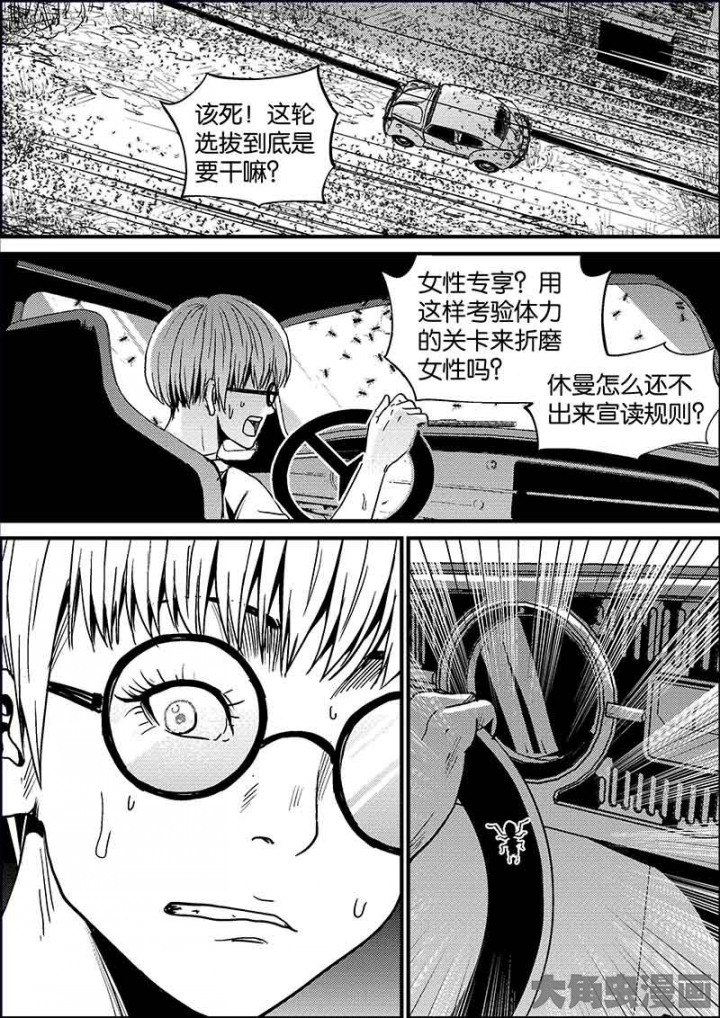 该死！这轮
选拔到底是
要干嘛？
女性专享？用
这样考验体力
的关卡来折磨
女性吗？
休曼怎么还不
出来宣读规则？
大角虫漫画